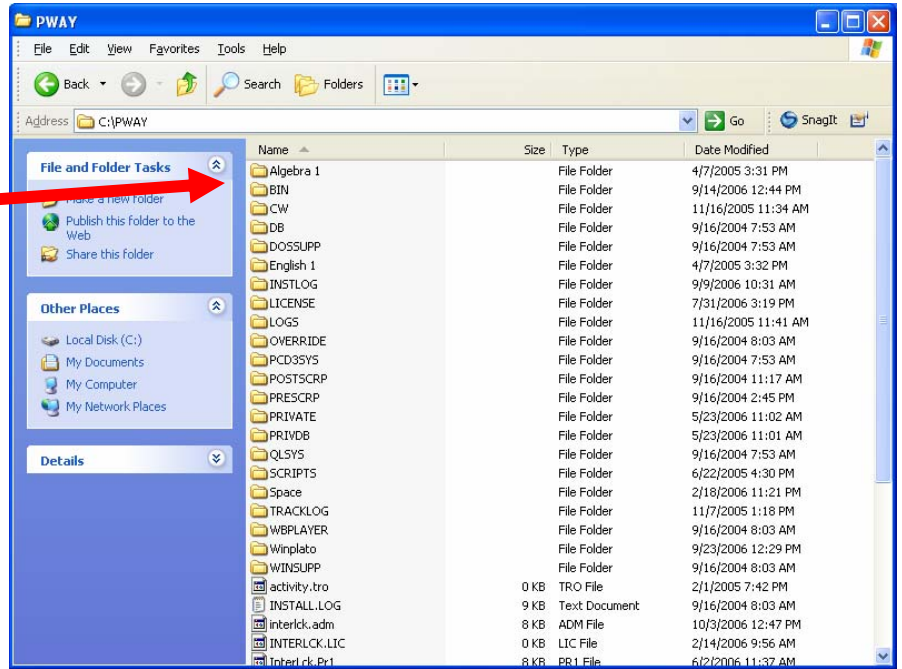 PWAY
File Edit View Favorites Tools Help
Back Search Folders
Address C:\PWAY Go SnagIt
File and Folder Tasks
Make a new folder
Publish this folder to the
Web
Share this folder
Other Places
Local Disk (C:)
My Documents
My Computer
My Network Places
Details
Name Size Type Date Modified
Algebra 1 File Folder 4/7/2005 3:31 PM
BIN File Folder 9/14/2006 12:44 PM
CW File Folder 11/16/2005 11:34 AM
DB File Folder 9/16/2004 7:53 AM
DOSSUPP File Folder 9/16/2004 7:53 AM
English 1 File Folder 4/7/2005 3:32 PM
INSTLOG File Folder 9/9/2006 10:31 AM
LICENSE File Folder 7/31/2006 3:19 PM
LOGS File Folder 11/16/2005 11:41 AM
OVERRIDE File Folder 9/16/2004 8:03 AM
PCD3SYS File Folder 9/16/2004 7:53 AM
POSTSCRP File Folder 9/16/2004 11:17 AM
PRESCRP File Folder 9/16/2004 2:45 PM
PRIVATE File Folder 5/23/2006 11:02 AM
PRIVDB File Folder 5/23/2006 11:01 AM
QLSYS File Folder 9/16/2004 7:53 AM
SCRIPTS File Folder 6/22/2005 4:30 PM
Space File Folder 2/18/2006 11:21 PM
TRACKLOG File Folder 11/7/2005 1:18 PM
WBPLAYER File Folder 9/16/2004 8:03 AM
Winplato File Folder 9/23/2006 12:29 PM
WINSUPP File Folder 9/16/2004 8:03 AM
activity.tro 0 KB TRO File 2/1/2005 7:42 PM
INSTALL.LOG 9 KB Text Document 9/16/2004 8:03 AM
interlck.adm 8 KB ADM File 10/3/2006 12:47 PM
INTERLCK.LIC 0 KB LIC File 2/14/2006 9:56 AM
InterLck.Pr1 8 KB PR1 File 6/2/2006 11:37 AM